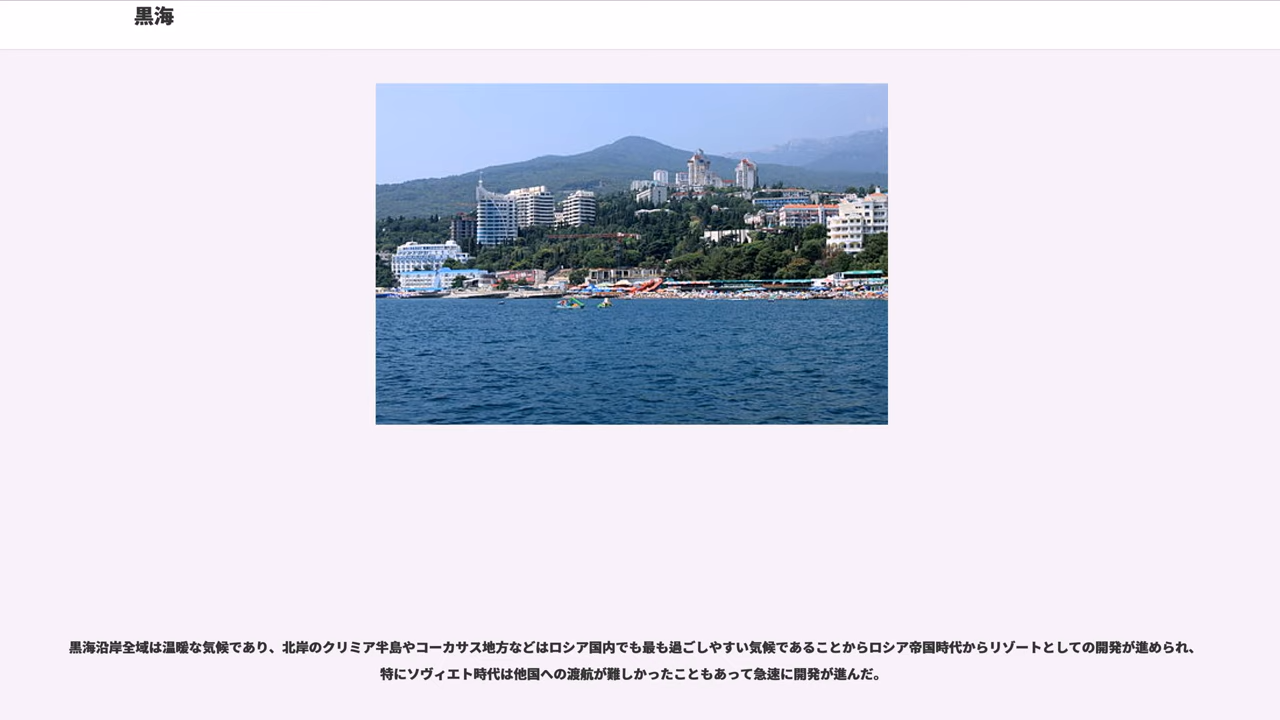 黒海
黒海沿岸全域は温暖な気候であり、北岸のクリミア半島やコーカサス地方などはロシア国内でも最も過ごしやすい気候であることからロシア帝国時代からリゾートとしての開発が進められ、
特にソヴィエト時代は他国への渡航が難しかったこともあって急速に開発が進んだ。